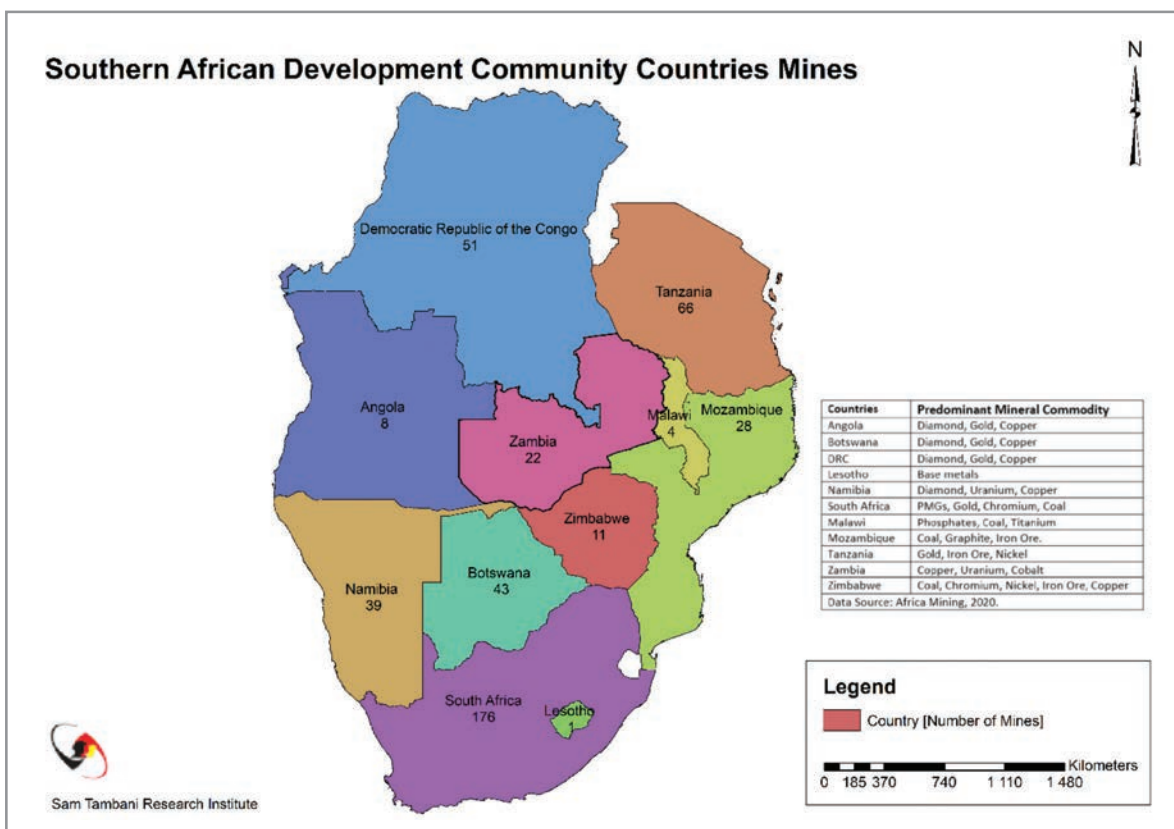 Southern African Development Community Countries Mines
N
Democratic Republic of the Congo
51
Tanzania
66
Angola
8
Zambia
22
Malawi
4
Mozambique
28
Zimbabwe
11
Namibia
39
Botswana
43
South Africa
176
Lesotho
1
Countries Predominant Mineral Commodity
Angola Diamond, Gold, Copper
Botswana Diamond, Gold, Copper
DRC Diamond, Gold, Copper
Lesotho Base metals
Namibia Diamond, Uranium, Copper
South Africa PMGs, Gold, Chromium, Coal
Malawi Phosphates, Coal, Titanium
Mozambique Coal, Graphite, Iron Ore.
Tanzania Gold, Iron Ore, Nickel
Zambia Copper, Uranium, Cobalt
Zimbabwe Coal, Chromium, Nickel, Iron Ore, Copper
Data Source: Africa Mining, 2020.
Legend
Country [Number of Mines]
Kilometers
0 185 370 740 1 110 1 480
Sam Tambani Research Institute